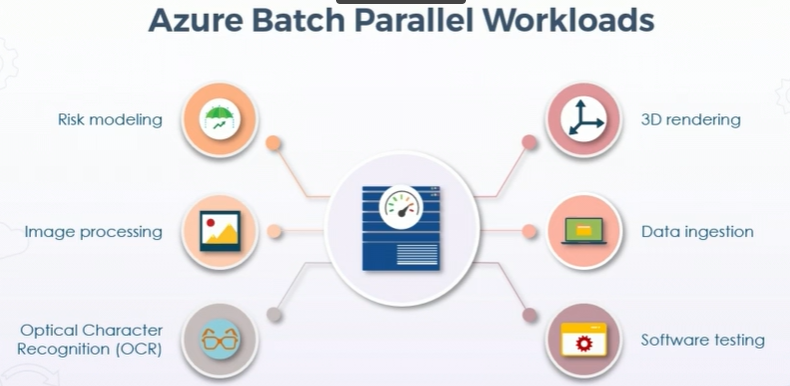 Azure Batch Parallel Workloads
Risk modeling
3D rendering
Image processing
Data ingestion
Optical Character
Recognition (OCR)
Software testing